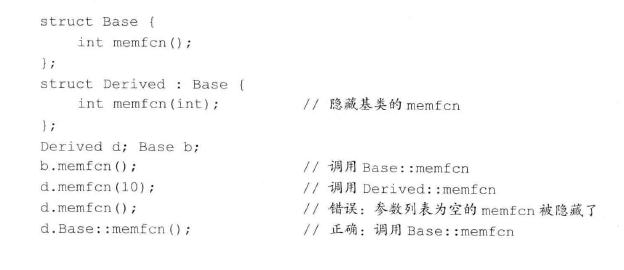 struct Base {
    int memfcn();
};
struct Derived : Base {
    int memfcn(int);              // 隐藏基类的 memfcn
};
Derived d; Base b;
b.memfcn();                       // 调用 Base::memfcn
d.memfcn(10);                     // 调用 Derived::memfcn
d.memfcn();                       // 错误：参数列表为空的 memfcn 被隐藏了
d.Base::memfcn();                 // 正确：调用 Base::memfcn